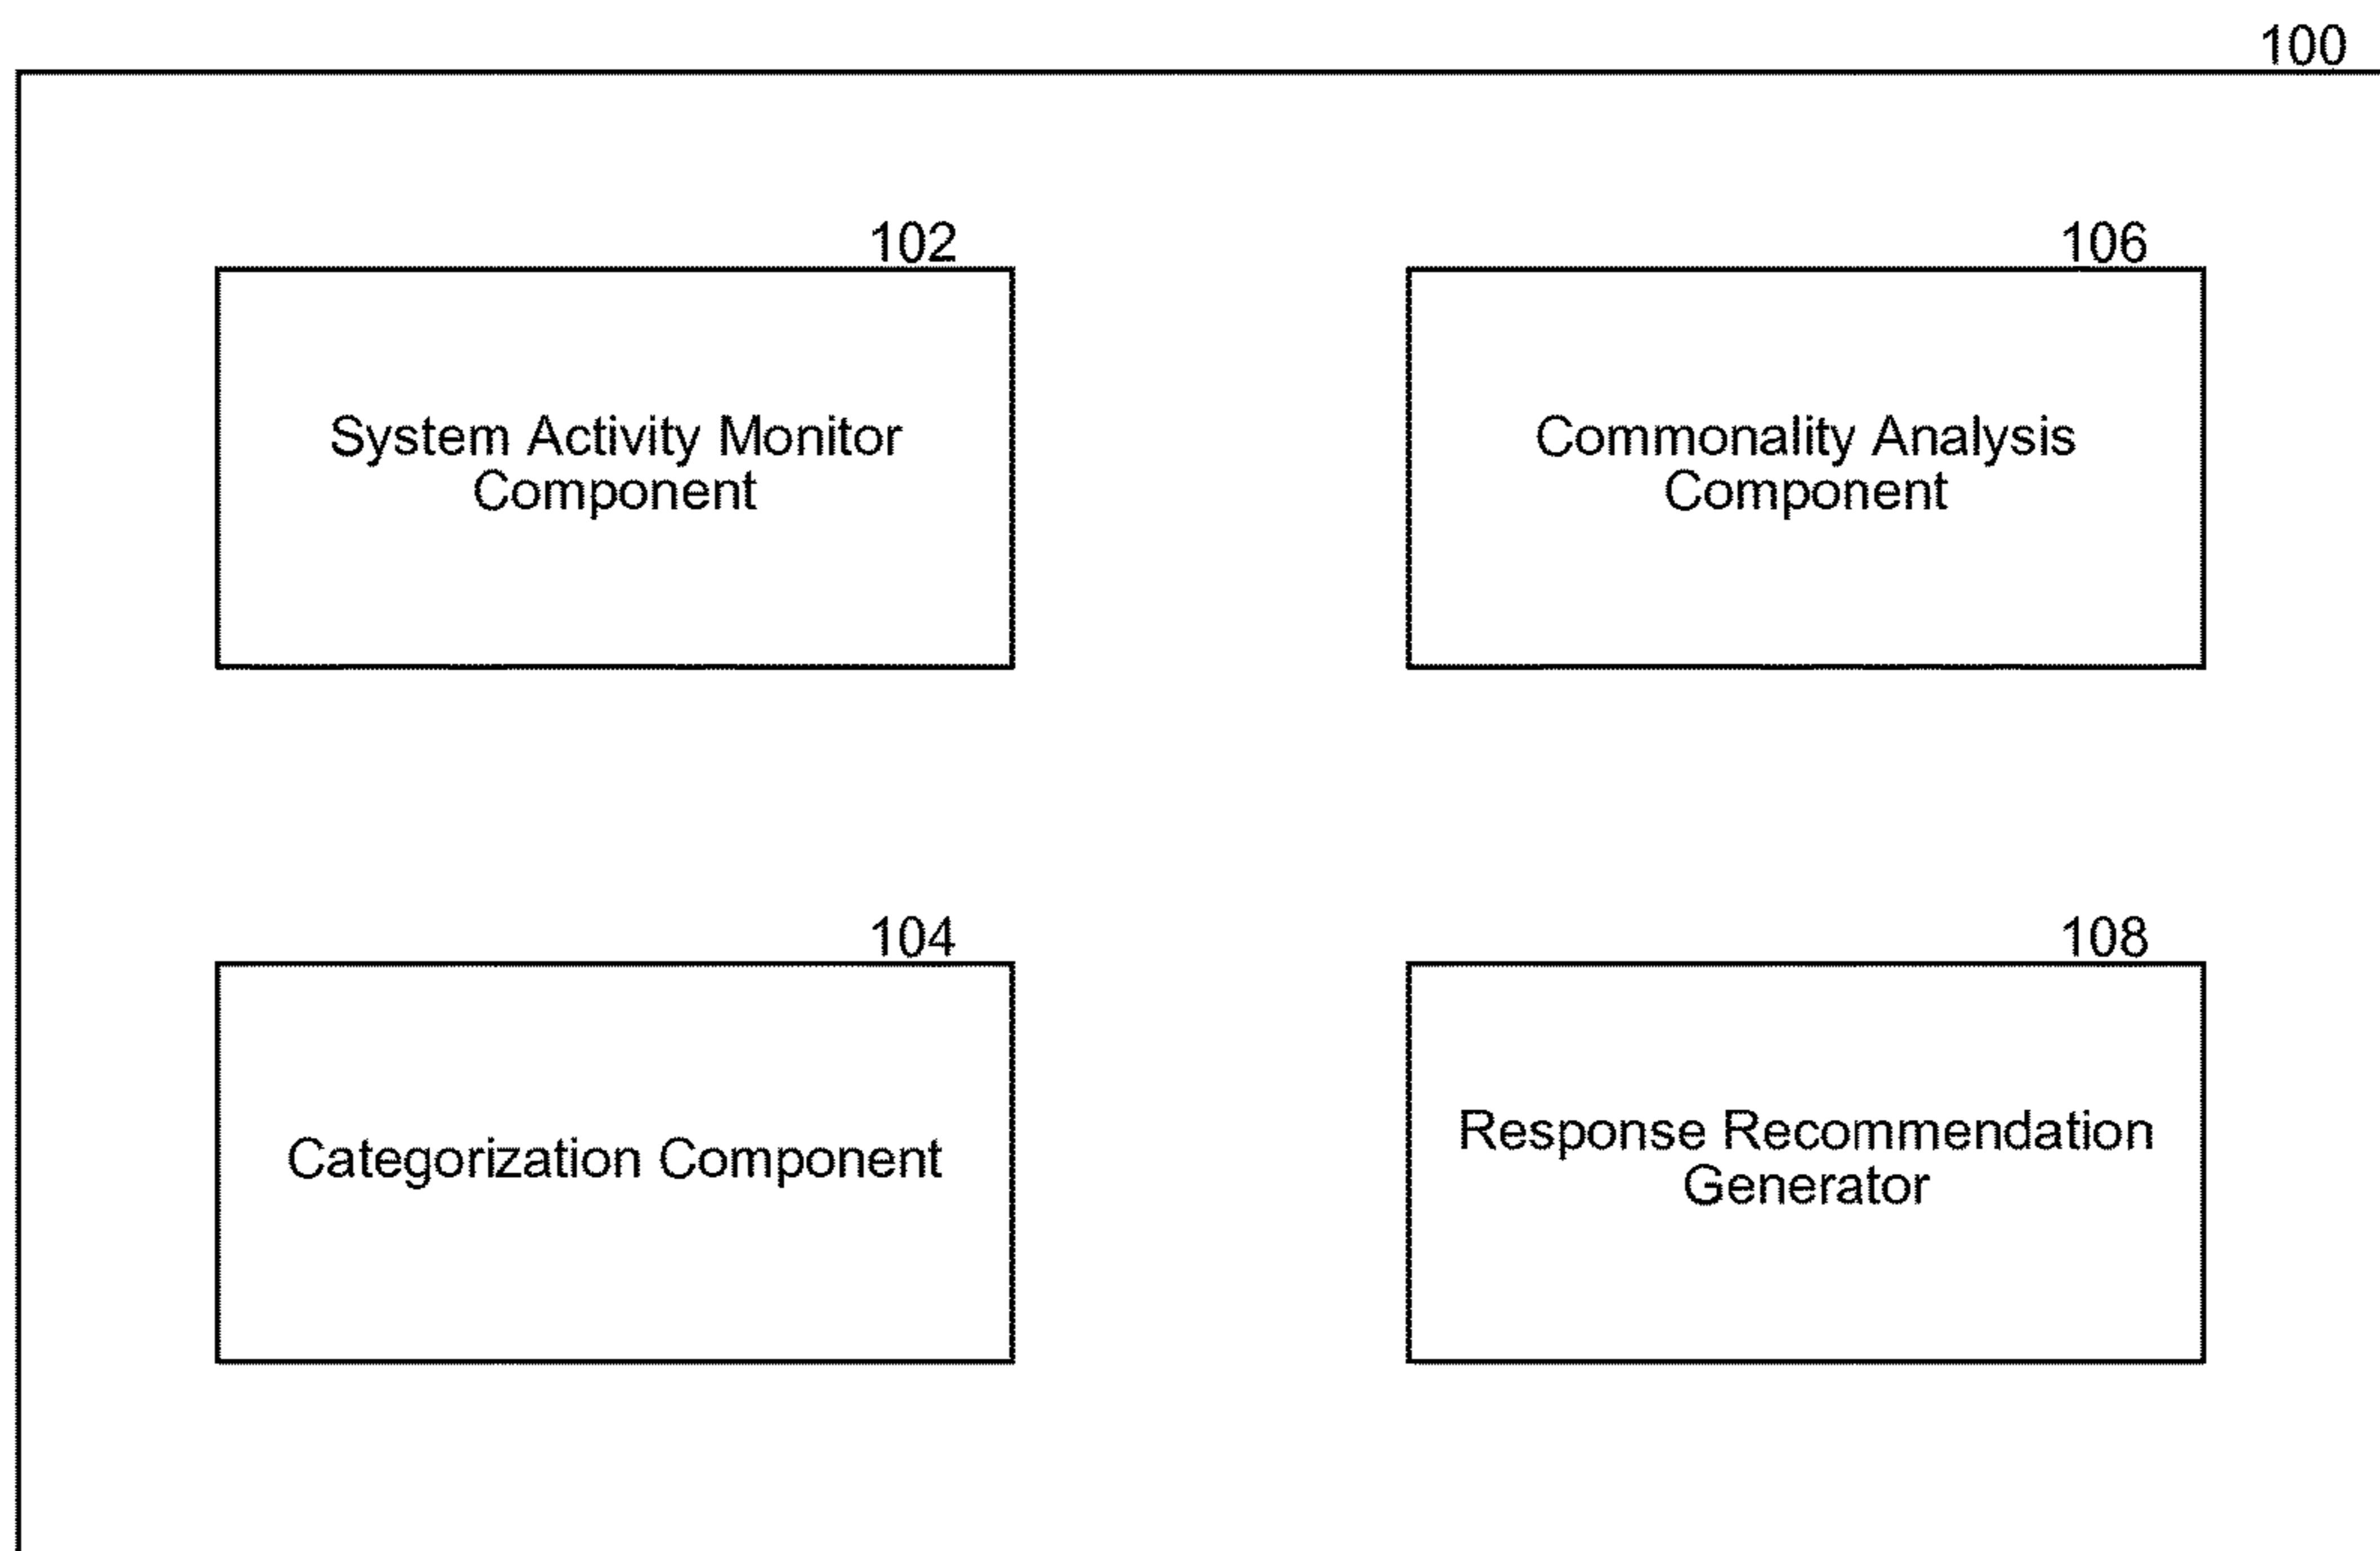 100
102
System Activity Monitor
Component
106
Commonality Analysis
Component
104
Categorization Component
108
Response Recommendation
Generator